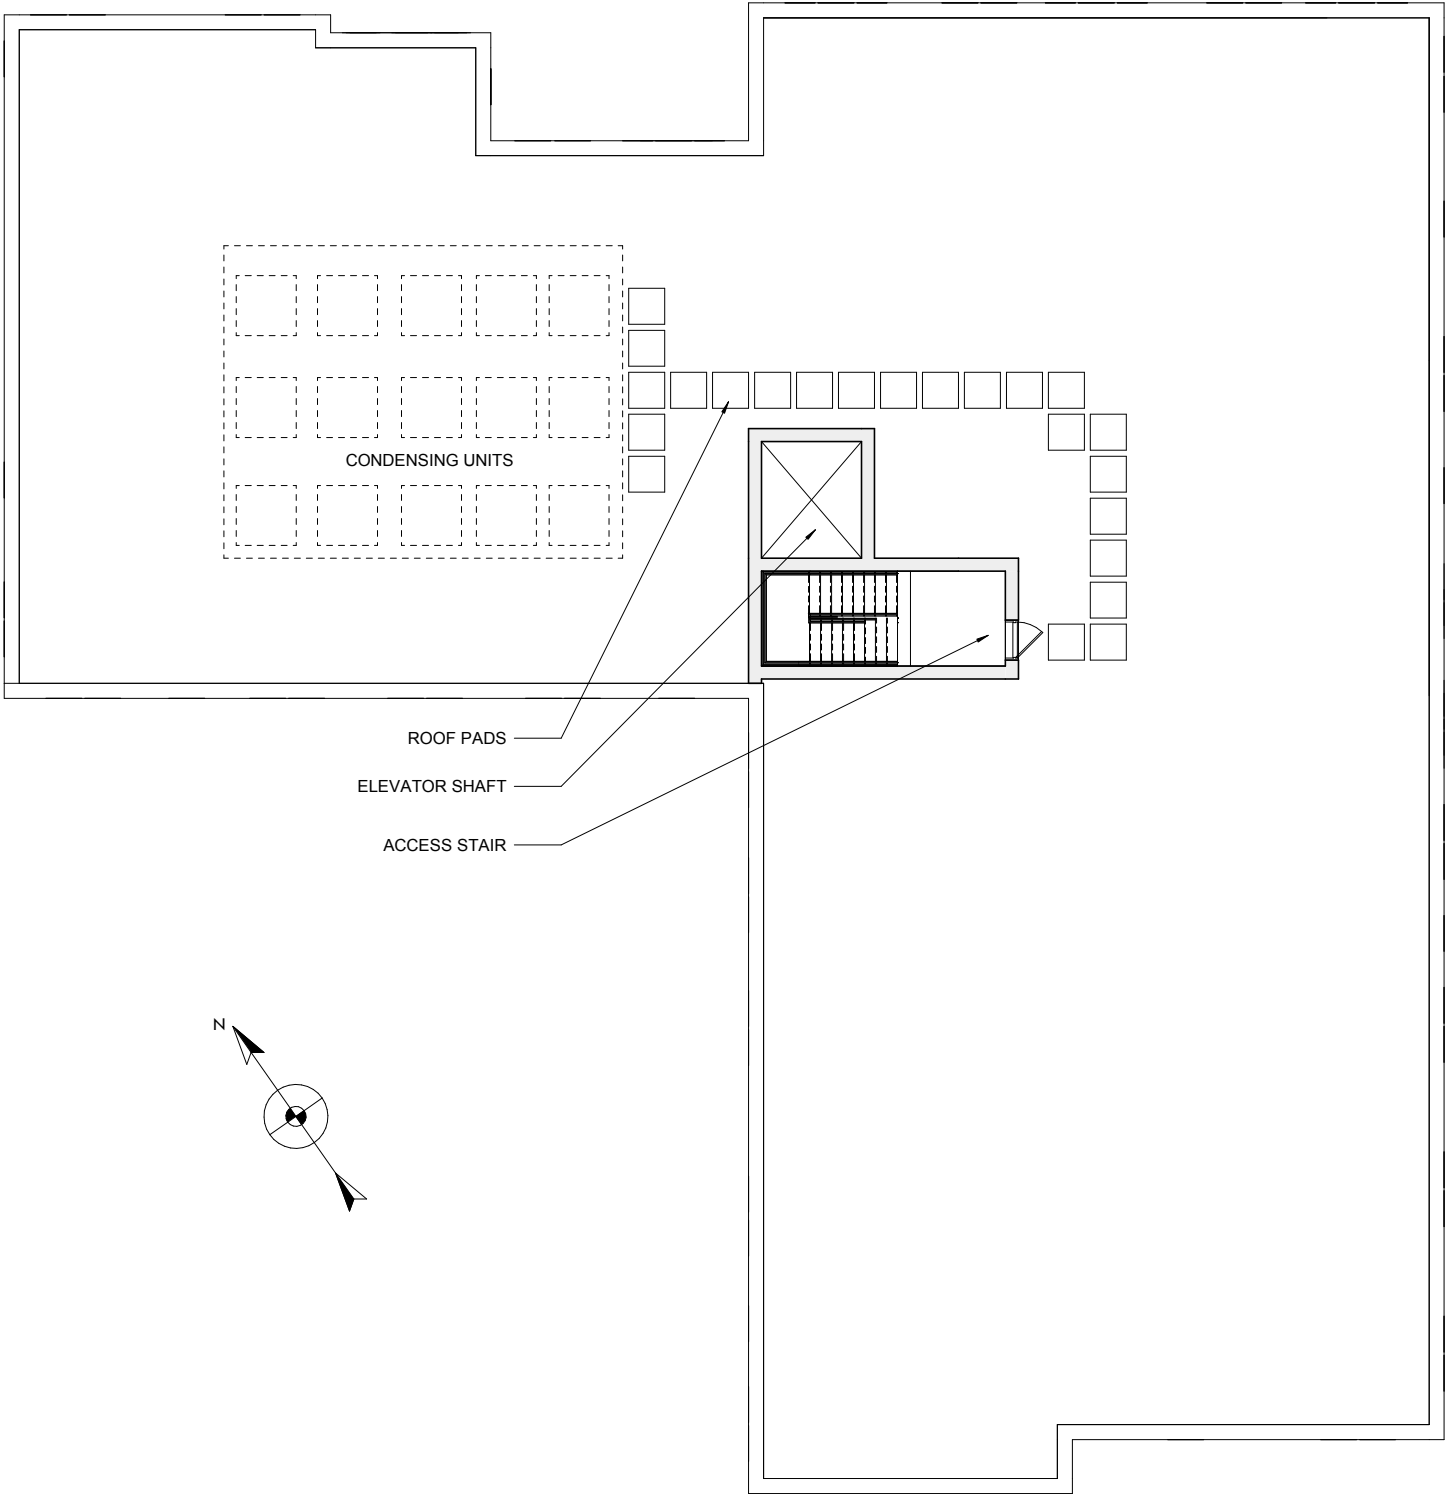 CONDENSING UNITS
ROOF PADS
ELEVATOR SHAFT
ACCESS STAIR
N